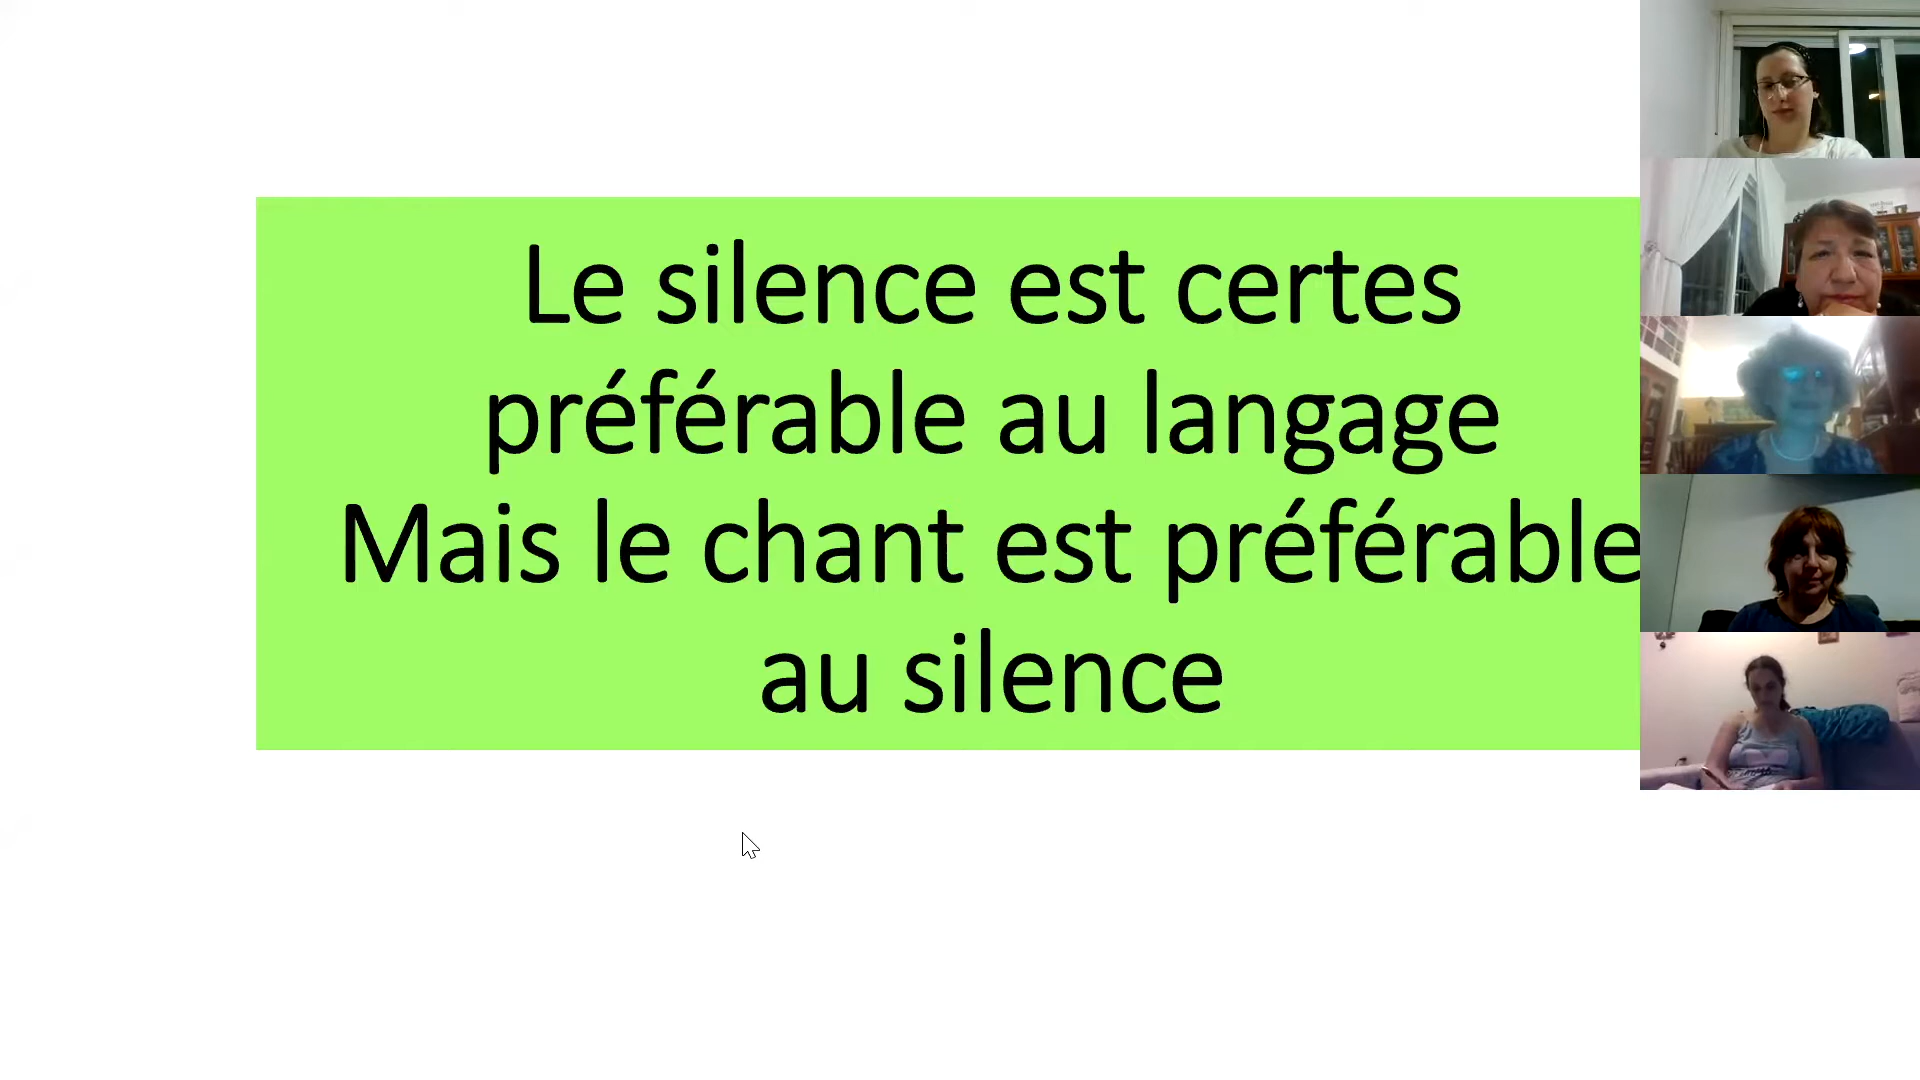 Le silence est certes
préférable au langage
Mais le chant est préférable
au silence